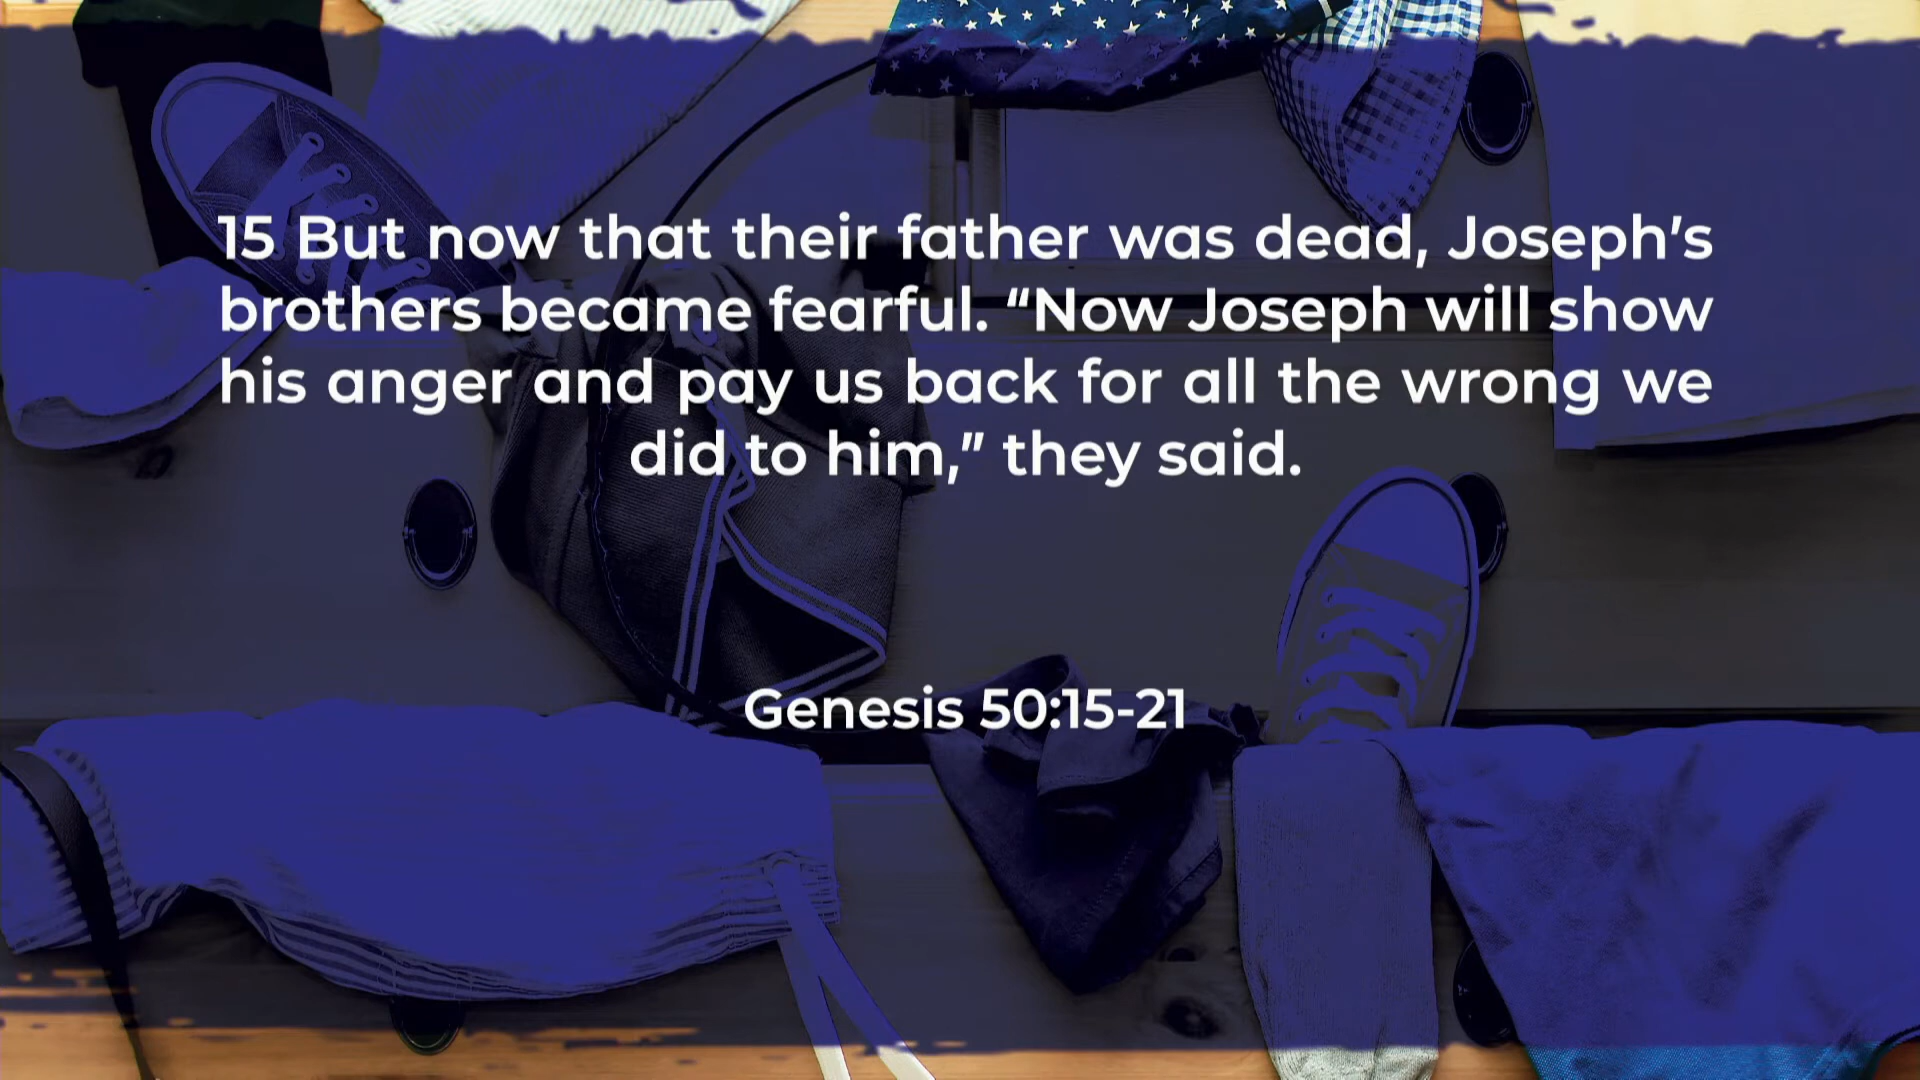 15 But now that their father was dead, Joseph’s
brothers became fearful. “Now Joseph will show
his anger and pay us back for all the wrong we
did to him,” they said.
Genesis 50:15-21